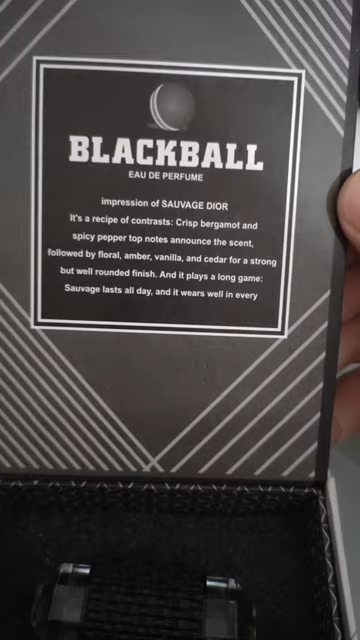 BLACKBALL
EAU DE PERFUME
impression of SAUVAGE DIOR
It's a recipe of contrasts: Crisp bergamot and
spicy pepper top notes announce the scent,
followed by floral, amber, vanilla, and cedar for a strong
but well rounded finish. And it plays a long game:
Sauvage lasts all day, and it wears well in every